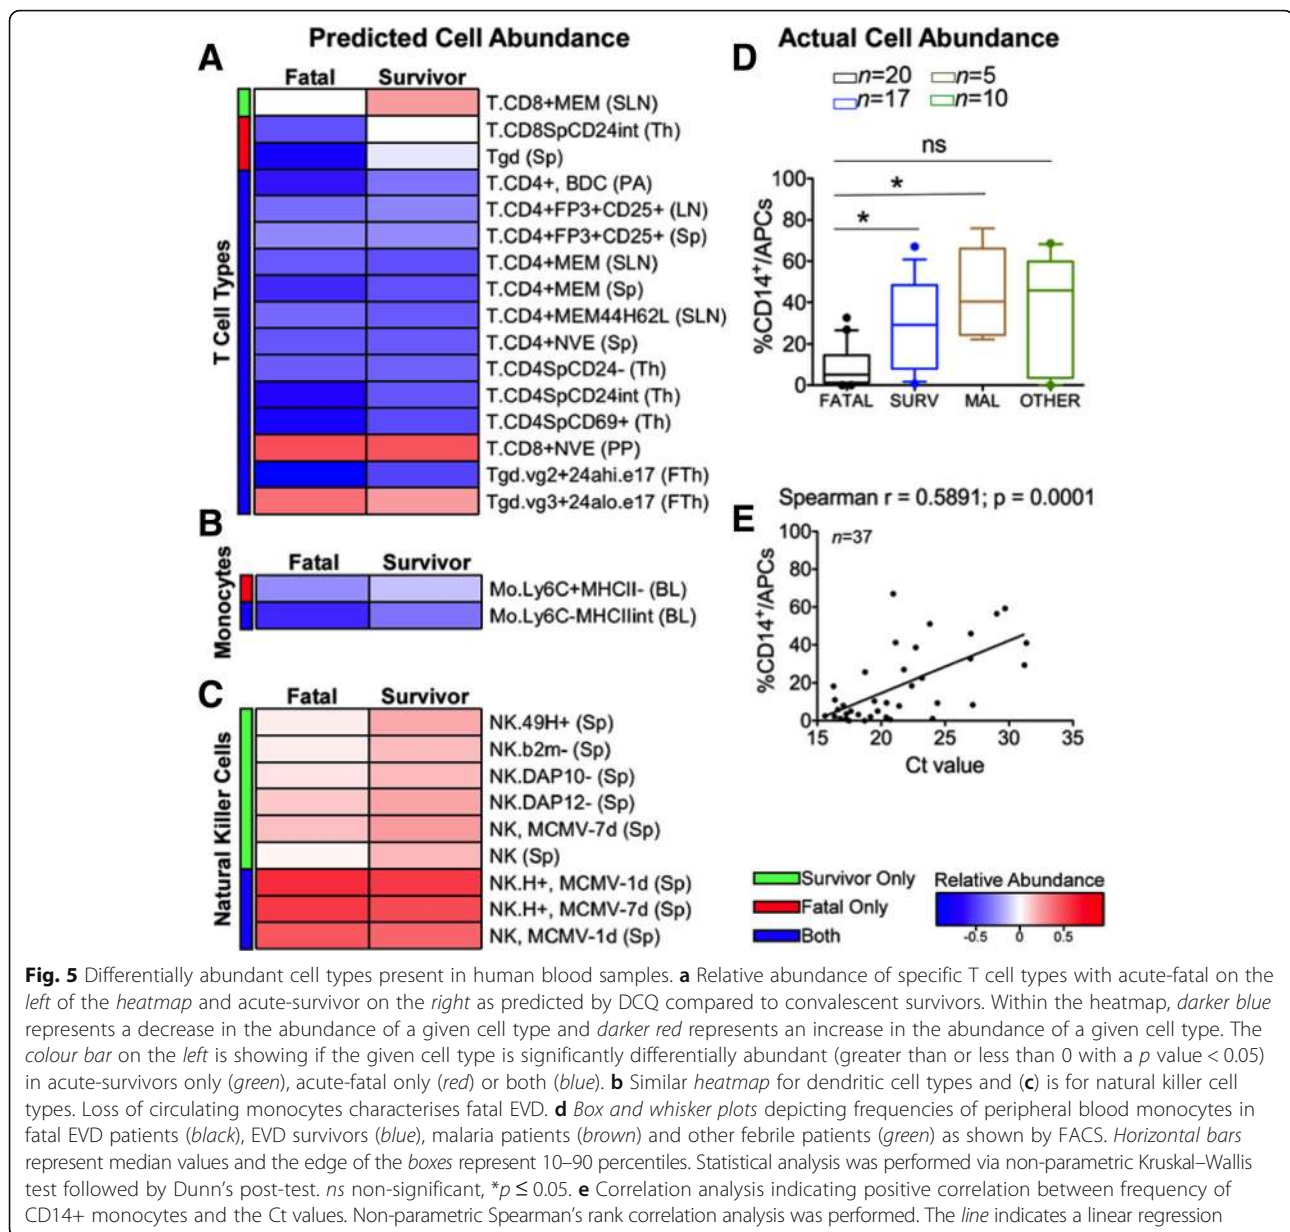 Predicted Cell Abundance
A
Fatal Survivor
T Cell Types
T.CD8+MEM (SLN)
T.CD8SpCD24int (Th)
Tgd (Sp)
T.CD4+, BDC (PA)
T.CD4+FP3+CD25+ (LN)
T.CD4+FP3+CD25+ (Sp)
T.CD4+MEM (SLN)
T.CD4+MEM (Sp)
T.CD4+MEM44H62L (SLN)
T.CD4+NVE (Sp)
T.CD4SpCD24- (Th)
T.CD4SpCD24int (Th)
T.CD4SpCD69+ (Th)
T.CD8+NVE (PP)
Tgd.vg2+24ahi.e17 (FTh)
Tgd.vg3+24alo.e17 (FTh)
B
Fatal Survivor
Monocytes
Mo.Ly6C+MHCII- (BL)
Mo.Ly6C-MHCIIint (BL)
C
Fatal Survivor
Natural Killer Cells
NK.49H+ (Sp)
NK.b2m- (Sp)
NK.DAP10- (Sp)
NK.DAP12- (Sp)
NK, MCMV-7d (Sp)
NK (Sp)
NK.H+, MCMV-1d (Sp)
NK.H+, MCMV-7d (Sp)
NK, MCMV-1d (Sp)
Actual Cell Abundance
D
n=20 n=5
n=17 n=10
ns
*
*
%CD14+/APCs
100
80
60
40
20
0
FATAL SURV MAL OTHER
E
Spearman r = 0.5891; p = 0.0001
n=37
%CD14+/APCs
100
80
60
40
20
0
15 20 25 30 35
Ct value
Survivor Only
Fatal Only
Both
Relative Abundance
-0.5 0 0.5
Fig. 5 Differentially abundant cell types present in human blood samples. a Relative abundance of specific T cell types with acute-fatal on the
left of the heatmap and acute-survivor on the right as predicted by DCQ compared to convalescent survivors. Within the heatmap, darker blue
represents a decrease in the abundance of a given cell type and darker red represents an increase in the abundance of a given cell type. The
colour bar on the left is showing if the given cell type is significantly differentially abundant (greater than or less than 0 with a p value < 0.05)
in acute-survivors only (green), acute-fatal only (red) or both (blue). b Similar heatmap for dendritic cell types and (c) is for natural killer cell
types. Loss of circulating monocytes characterises fatal EVD. d Box and whisker plots depicting frequencies of peripheral blood monocytes in
fatal EVD patients (black), EVD survivors (blue), malaria patients (brown) and other febrile patients (green) as shown by FACS. Horizontal bars
represent median values and the edge of the boxes represent 10–90 percentiles. Statistical analysis was performed via non-parametric Kruskal–Wallis
test followed by Dunn's post-test. ns non-significant, *p ≤ 0.05. e Correlation analysis indicating positive correlation between frequency of
CD14+ monocytes and the Ct values. Non-parametric Spearman's rank correlation analysis was performed. The line indicates a linear regression